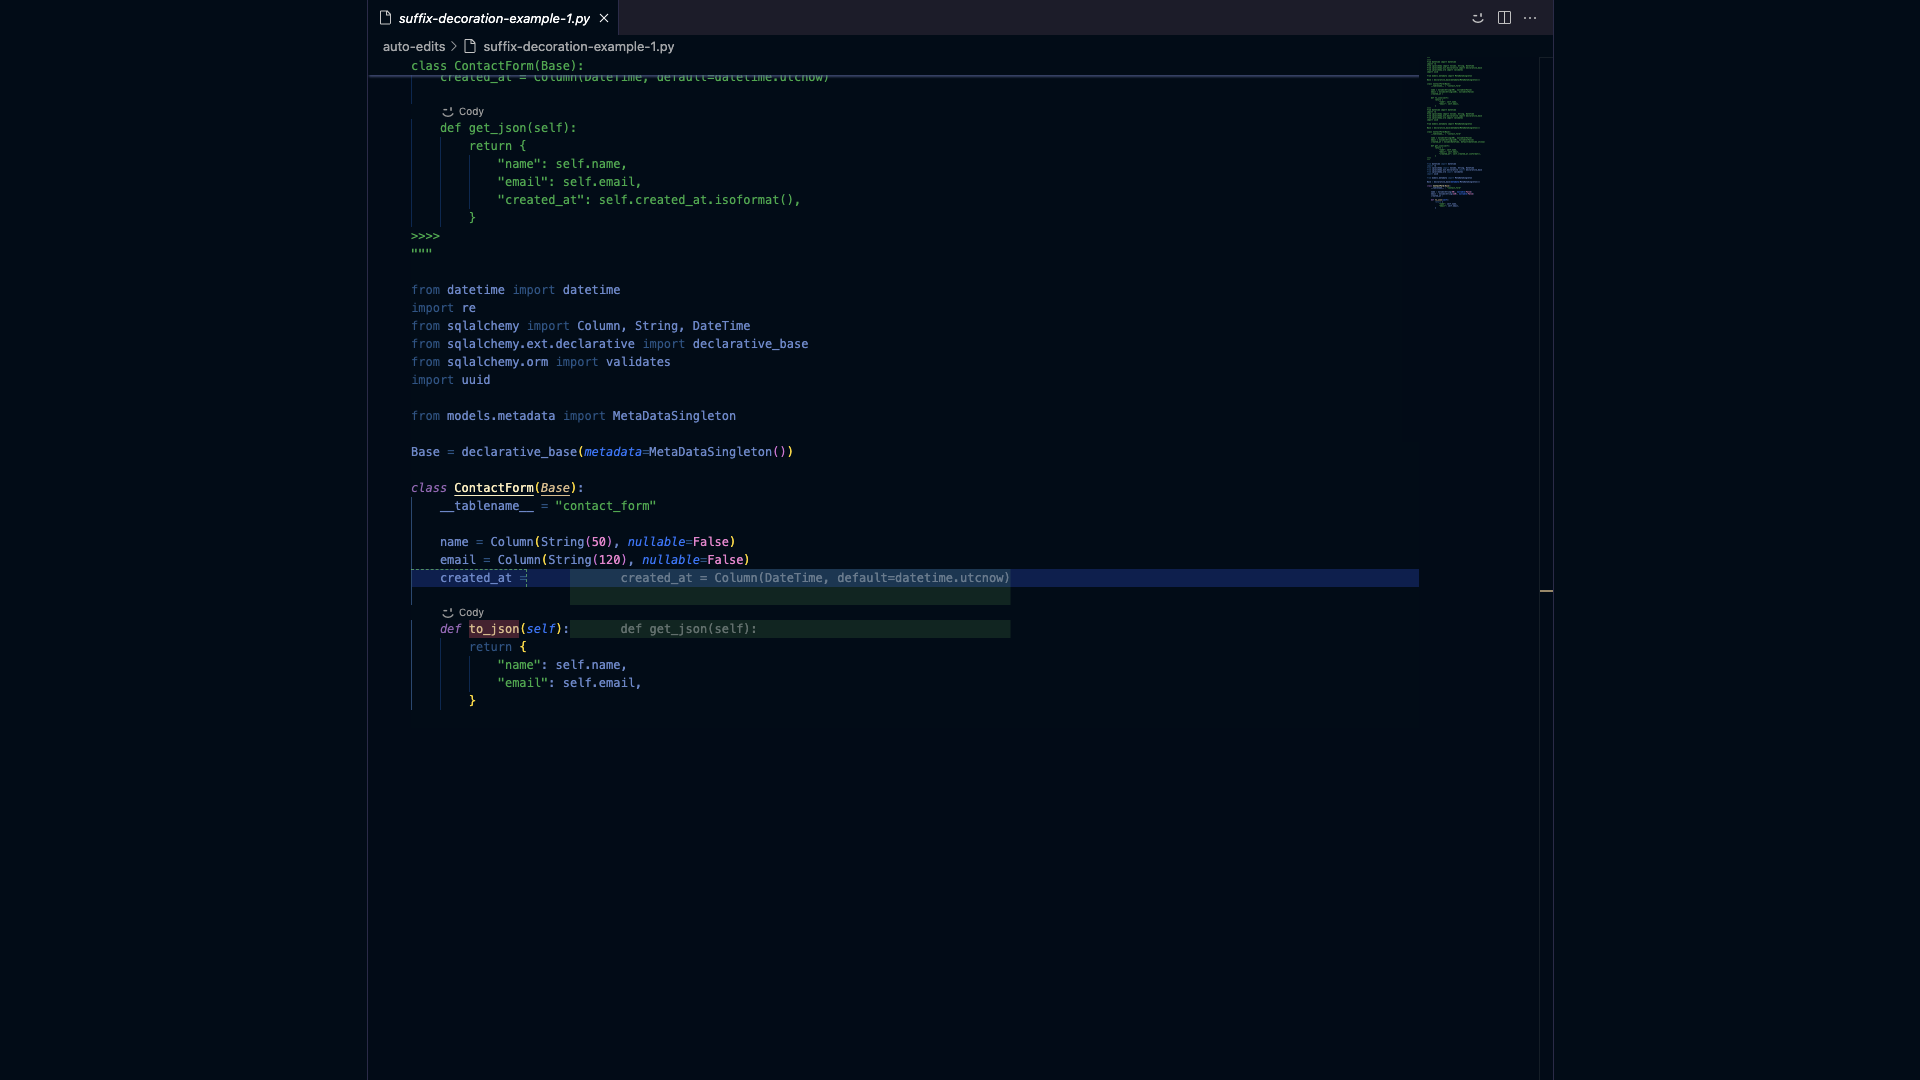 suffix-decoration-example-1.py
auto-edits > suffix-decoration-example-1.py
class ContactForm(Base):
    created_at = Column(DateTime, default=datetime.utcnow)
Cody
    def get_json(self):
        return {
            "name": self.name,
            "email": self.email,
            "created_at": self.created_at.isoformat(),
        }
>>>>
"""
from datetime import datetime
import re
from sqlalchemy import Column, String, DateTime
from sqlalchemy.ext.declarative import declarative_base
from sqlalchemy.orm import validates
import uuid
from models.metadata import MetaDataSingleton
Base = declarative_base(metadata=MetaDataSingleton())
class ContactForm(Base):
    __tablename__ = "contact_form"
    name = Column(String(50), nullable=False)
    email = Column(String(120), nullable=False)
    created_at =    created_at = Column(DateTime, default=datetime.utcnow)
Cody
    def to_json(self):    def get_json(self):
        return {
            "name": self.name,
            "email": self.email,
        }